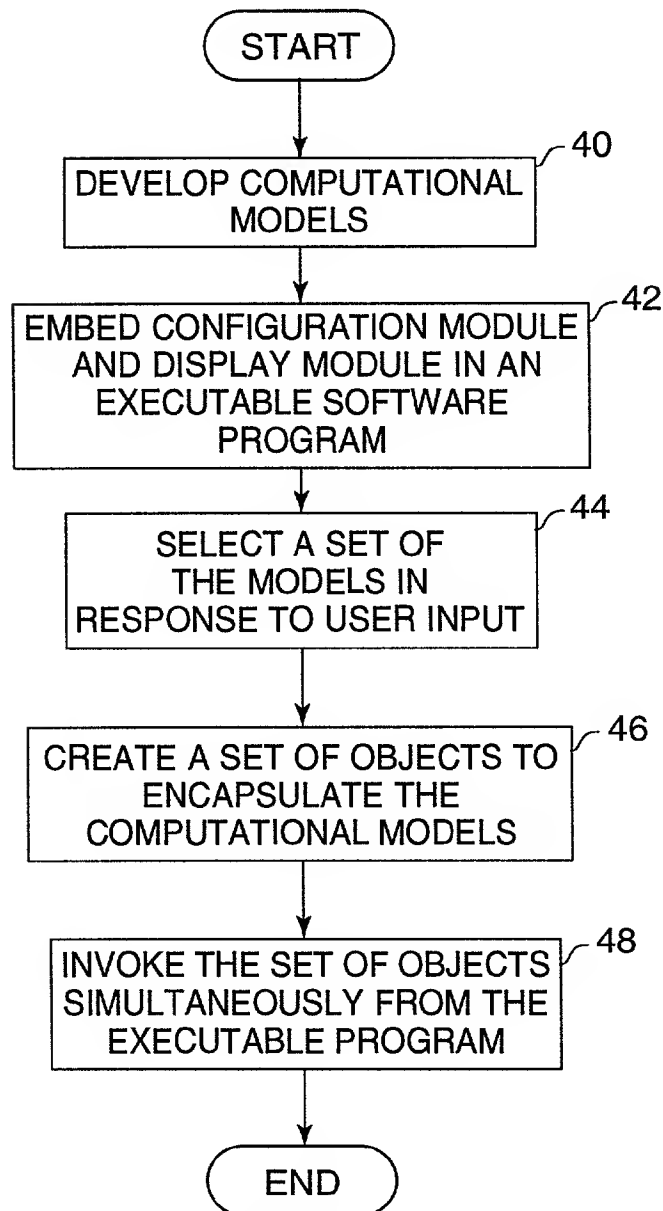 START
40
DEVELOP COMPUTATIONAL
MODELS
42
EMBED CONFIGURATION MODULE
AND DISPLAY MODULE IN AN
EXECUTABLE SOFTWARE
PROGRAM
44
SELECT A SET OF
THE MODELS IN
RESPONSE TO USER INPUT
46
CREATE A SET OF OBJECTS TO
ENCAPSULATE THE
COMPUTATIONAL MODELS
48
INVOKE THE SET OF OBJECTS
SIMULTANEOUSLY FROM THE
EXECUTABLE PROGRAM
END